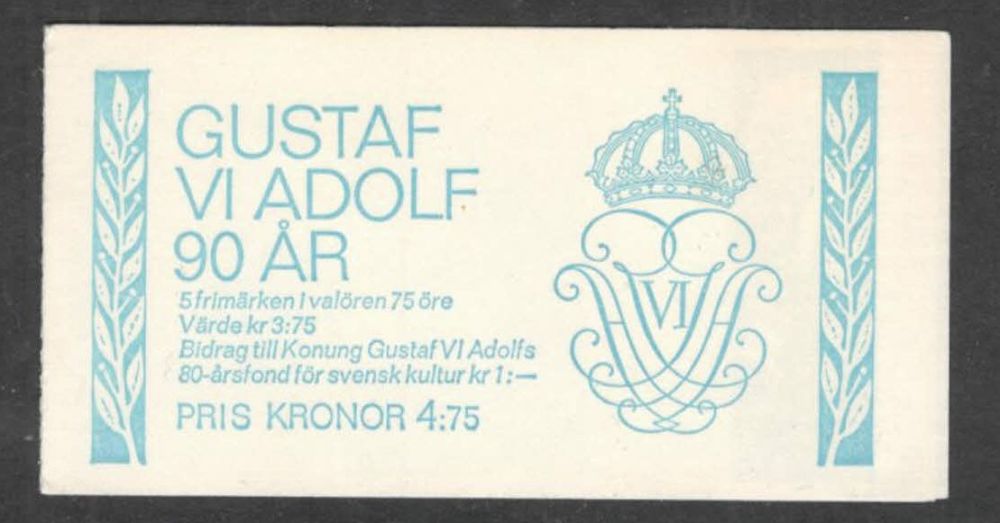 GUSTAF
VI ADOLF
90 ÅR
5 frimärken i valören 75 öre
Värde kr 3:75
Bidrag till Konung Gustaf VI Adolfs
80-årsfond för svensk kultur kr 1:—
PRIS KRONOR 4:75
VI